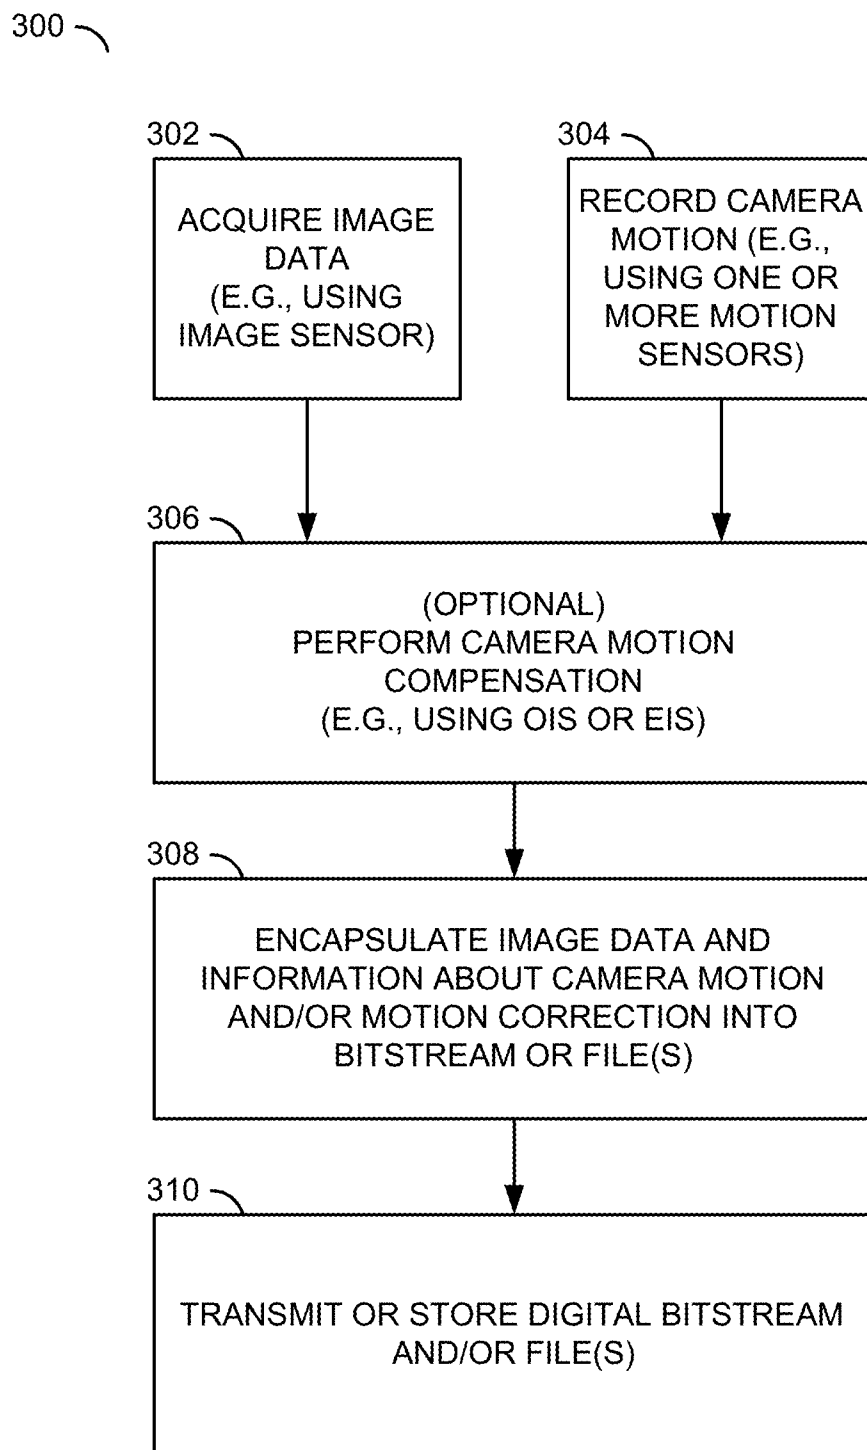 300
302
ACQUIRE IMAGE
DATA
(E.G., USING
IMAGE SENSOR)
304
RECORD CAMERA
MOTION (E.G.,
USING ONE OR
MORE MOTION
SENSORS)
306
(OPTIONAL)
PERFORM CAMERA MOTION
COMPENSATION
(E.G., USING OIS OR EIS)
308
ENCAPSULATE IMAGE DATA AND
INFORMATION ABOUT CAMERA MOTION
AND/OR MOTION CORRECTION INTO
BITSTREAM OR FILE(S)
310
TRANSMIT OR STORE DIGITAL BITSTREAM
AND/OR FILE(S)